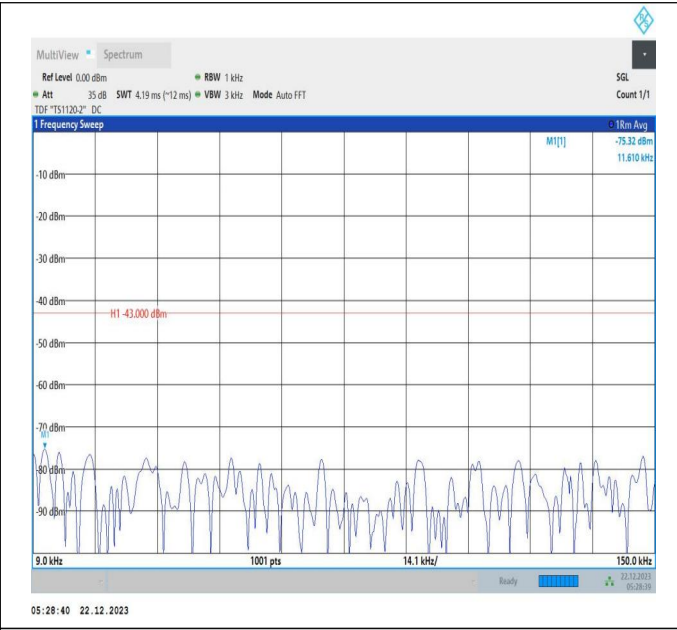 MultiView Spectrum
Ref Level 0.00 dBm RBW 1 kHz SGL
Att 35 dB SWT 4.19 ms (~12 ms) VBW 3 kHz Mode Auto FFT Count 1/1
TDF "TS1120-2" DC
1 Frequency Sweep 1Rm Avg
M1[1] -75.32 dBm
11.610 kHz
-10 dBm
-20 dBm
-30 dBm
-40 dBm
H1 -43.000 dBm
-50 dBm
-60 dBm
-70 dBm
M1
-80 dBm
-90 dBm
9.0 kHz 1001 pts 14.1 kHz/ 150.0 kHz
Ready 22.12.2023
05:28:39
05:28:40 22.12.2023